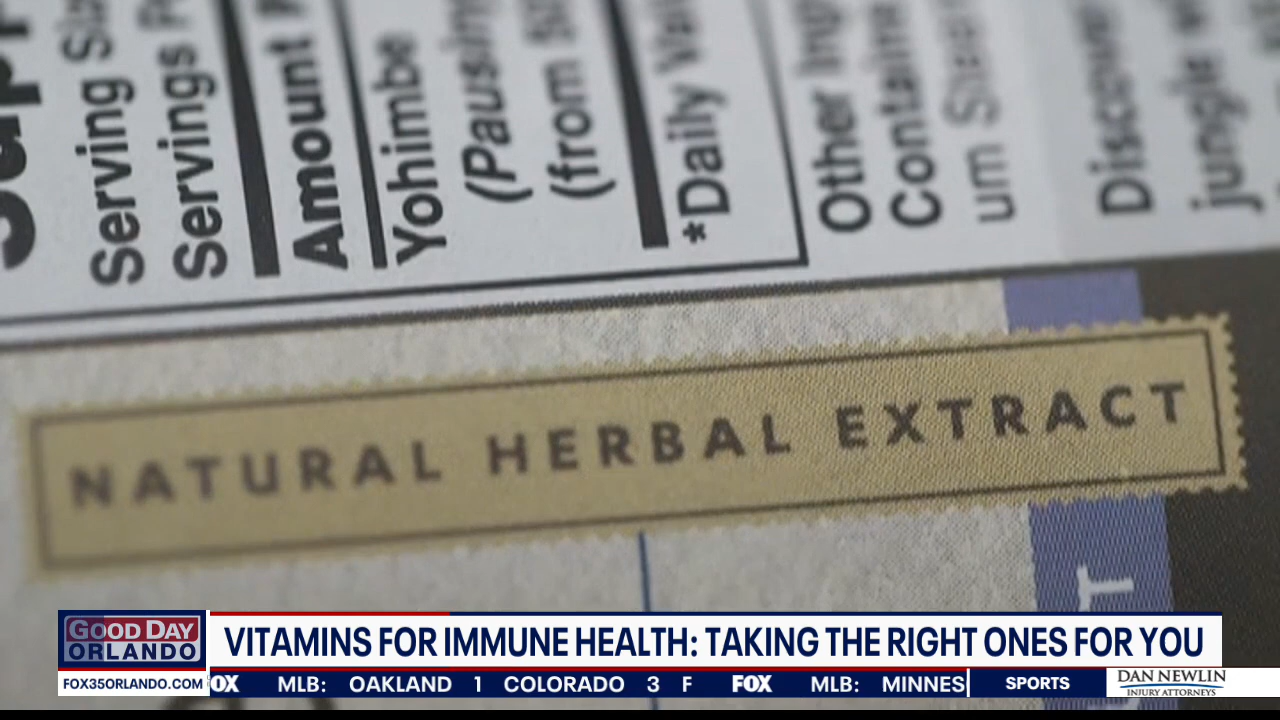 Serving
Servings
Amount
Yohimbe
(from
*Daily
Other
um
jungle
NATURAL HERBAL EXTRACT
GOOD DAY
ORLANDO
VITAMINS FOR IMMUNE HEALTH: TAKING THE RIGHT ONES FOR YOU
FOX35ORLANDO.COM
MLB: OAKLAND 1 COLORADO 3 F FOX MLB: MINNES
SPORTS
DAN NEWLIN
INJURY ATTORNEYS